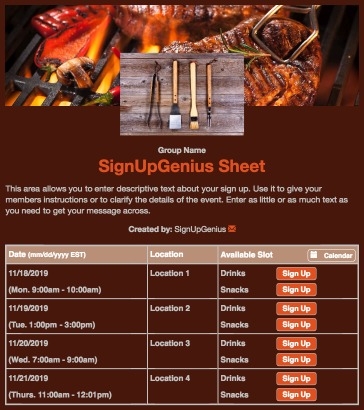 Group Name
SignUpGenius Sheet
This area allows you to enter descriptive text about your sign up. Use it to give your
members instructions or to clarify the details of the event. Enter as little or as much text as
you need to get your message across.
Created by: SignUpGenius
Date (mm/dd/yyyy EST) Location Available Slot Calendar
11/18/2019 Location 1 Drinks Sign Up
(Mon. 9:00am - 10:00am) Snacks Sign Up
11/19/2019 Location 2 Drinks Sign Up
(Tue. 1:00pm - 3:00pm) Snacks Sign Up
11/20/2019 Location 3 Drinks Sign Up
(Wed. 7:00am - 9:00am) Snacks Sign Up
11/21/2019 Location 4 Drinks Sign Up
(Thurs. 11:00am - 12:01pm) Snacks Sign Up